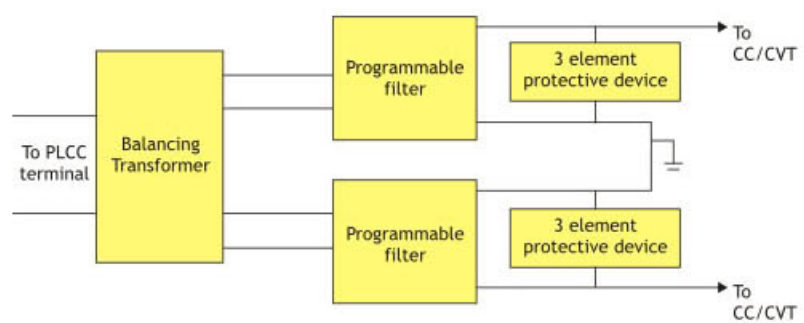 To
CC/CVT
3 element
protective device
Programmable
filter
Balancing
Transformer
To PLCC
terminal
Programmable
filter
3 element
protective device
To
CC/CVT